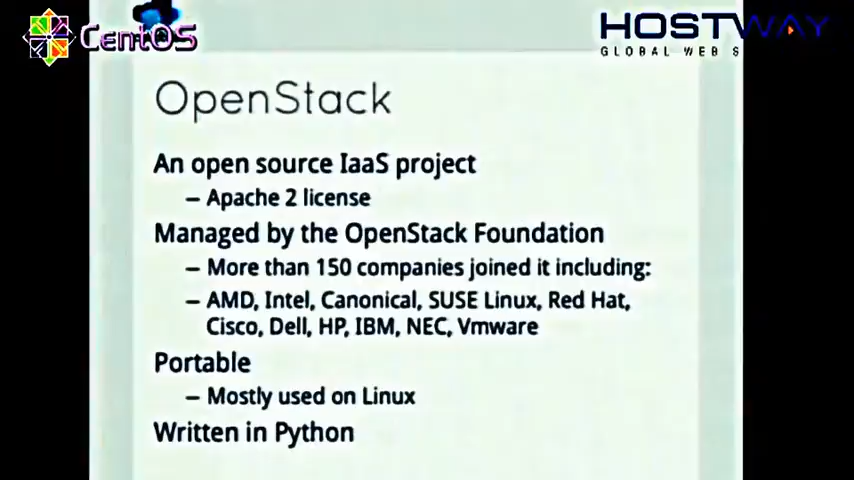 CentOS
HOSTWAY
GLOBAL WEB S
OpenStack
An open source IaaS project
– Apache 2 license
Managed by the OpenStack Foundation
– More than 150 companies joined it including:
– AMD, Intel, Canonical, SUSE Linux, Red Hat,
Cisco, Dell, HP, IBM, NEC, Vmware
Portable
– Mostly used on Linux
Written in Python